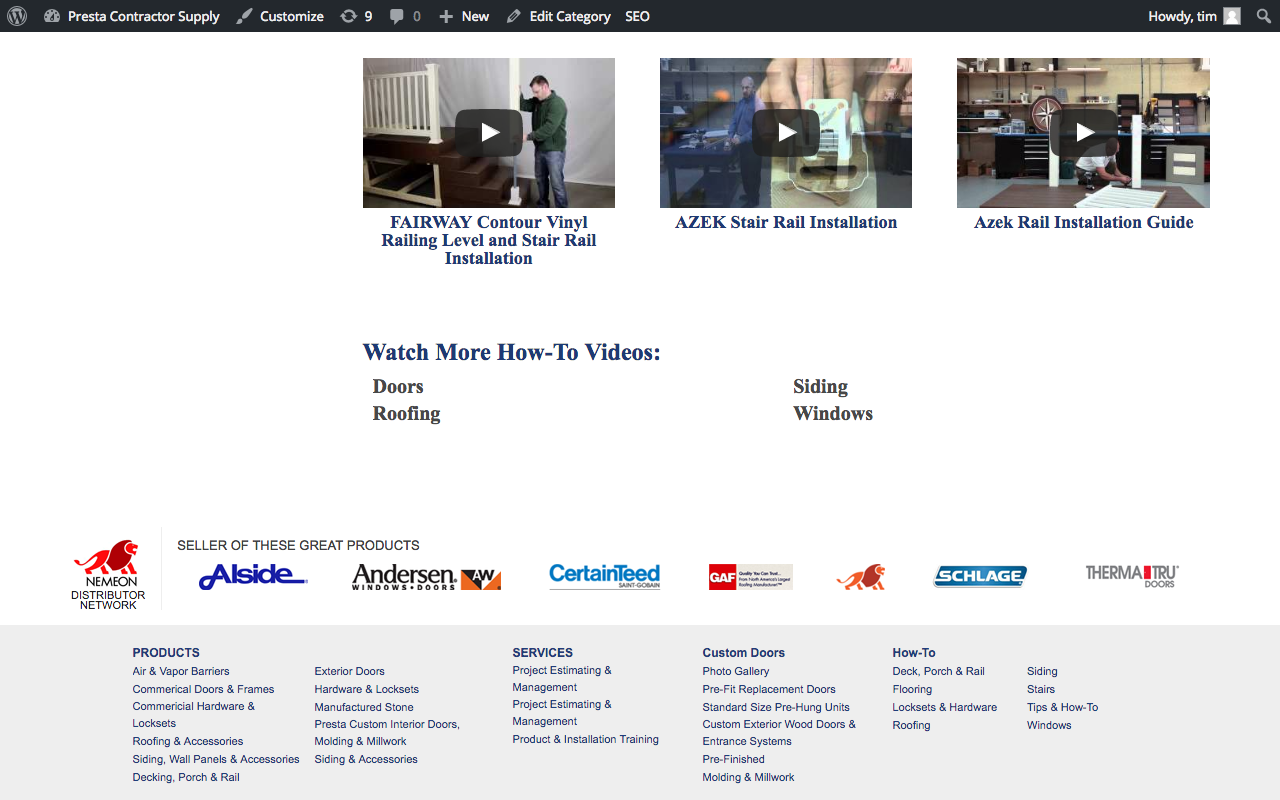 Presta Contractor Supply Customize 9 0 New Edit Category SEO Howdy, tim
FAIRWAY Contour Vinyl
Railing Level and Stair Rail
Installation
AZEK Stair Rail Installation
Azek Rail Installation Guide
Watch More How-To Videos:
Doors
Roofing
Siding
Windows
NEMEON
DISTRIBUTOR
NETWORK
SELLER OF THESE GREAT PRODUCTS
Alside
Andersen AW
WINDOWS • DOORS
CertainTeed
SAINT-GOBAIN
GAF
Quality You Can Trust...
From North America's Largest
Roofing Manufacturer™
SCHLAGE
THERMA TRU
DOORS
PRODUCTS
Air & Vapor Barriers
Commerical Doors & Frames
Commericial Hardware &
Locksets
Roofing & Accessories
Siding, Wall Panels & Accessories
Decking, Porch & Rail
Exterior Doors
Hardware & Locksets
Manufactured Stone
Presta Custom Interior Doors,
Molding & Millwork
Siding & Accessories
SERVICES
Project Estimating &
Management
Project Estimating &
Management
Product & Installation Training
Custom Doors
Photo Gallery
Pre-Fit Replacement Doors
Standard Size Pre-Hung Units
Custom Exterior Wood Doors &
Entrance Systems
Pre-Finished
Molding & Millwork
How-To
Deck, Porch & Rail
Flooring
Locksets & Hardware
Roofing
Siding
Stairs
Tips & How-To
Windows